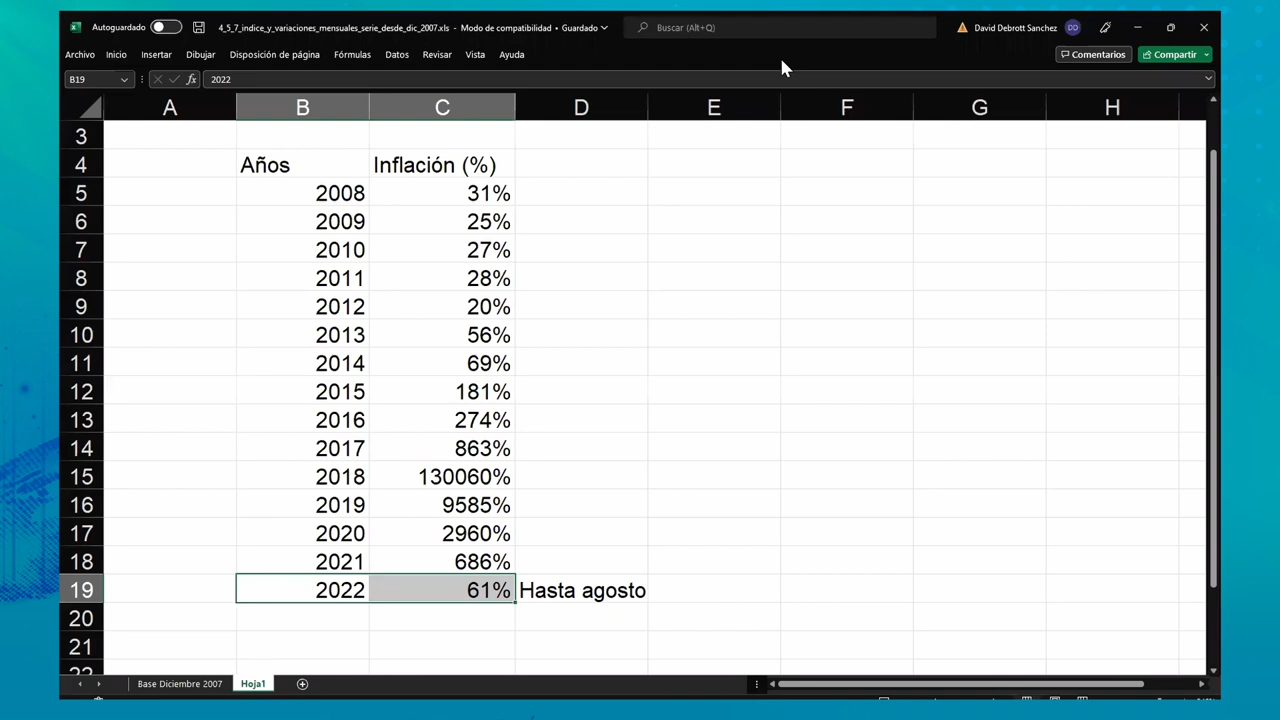 Autoguardado 4_5_7_indice_y_variaciones_mensuales_serie_desde_dic_2007.xls - Modo de compatibilidad • Guardado Buscar (Alt+Q) David Debrott Sanchez DD
Archivo Inicio Insertar Dibujar Disposición de página Fórmulas Datos Revisar Vista Ayuda Comentarios Compartir
B19 fx 2022
A B C D E F G H
3
4 Años Inflación (%)
5 2008 31%
6 2009 25%
7 2010 27%
8 2011 28%
9 2012 20%
10 2013 56%
11 2014 69%
12 2015 181%
13 2016 274%
14 2017 863%
15 2018 130060%
16 2019 9585%
17 2020 2960%
18 2021 686%
19 2022 61% Hasta agosto
20
21
22
Base Diciembre 2007 Hoja1